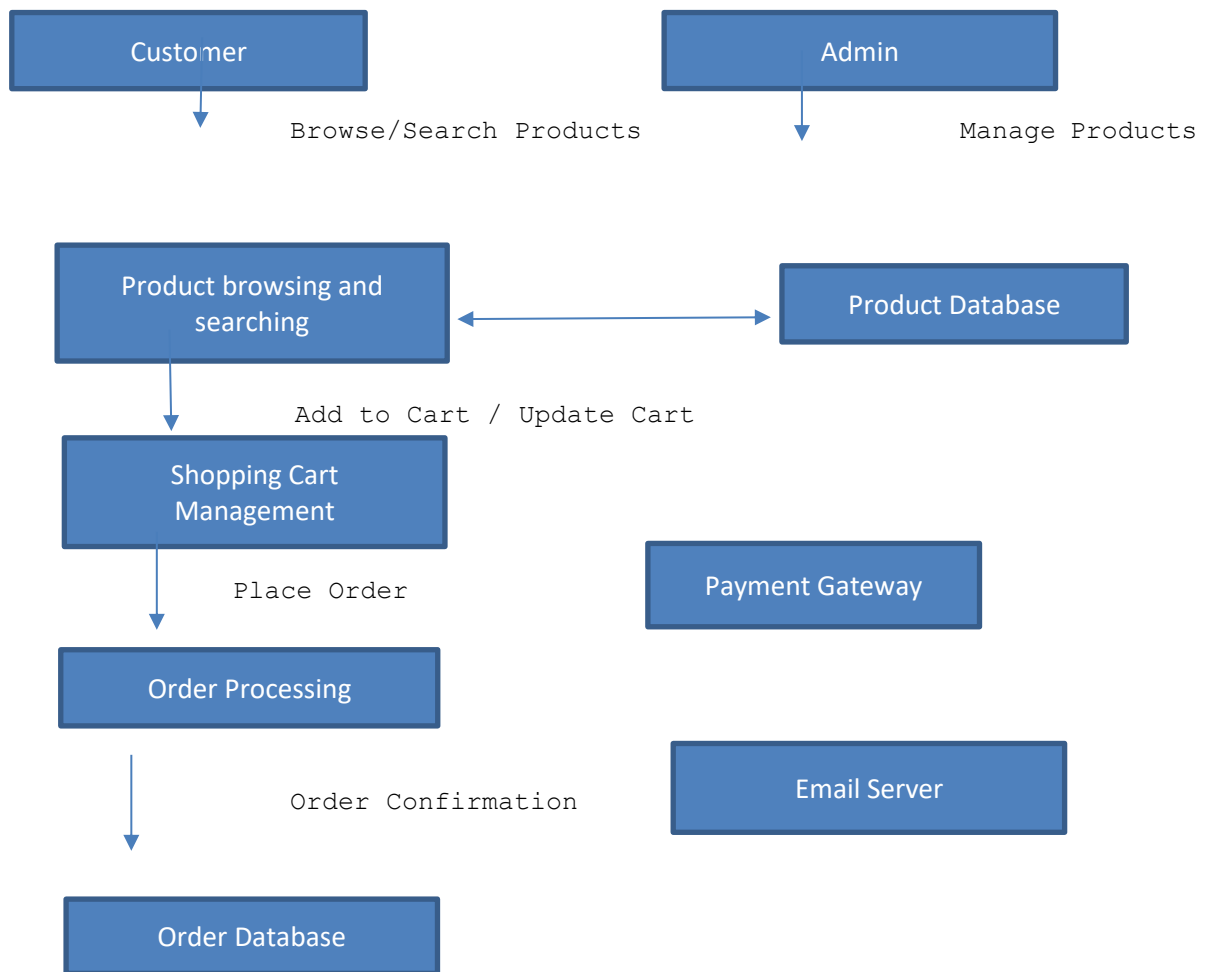 Customer
Admin
Browse/Search Products
Manage Products
Product browsing and
searching
Product Database
Add to Cart / Update Cart
Shopping Cart
Management
Payment Gateway
Place Order
Order Processing
Email Server
Order Confirmation
Order Database